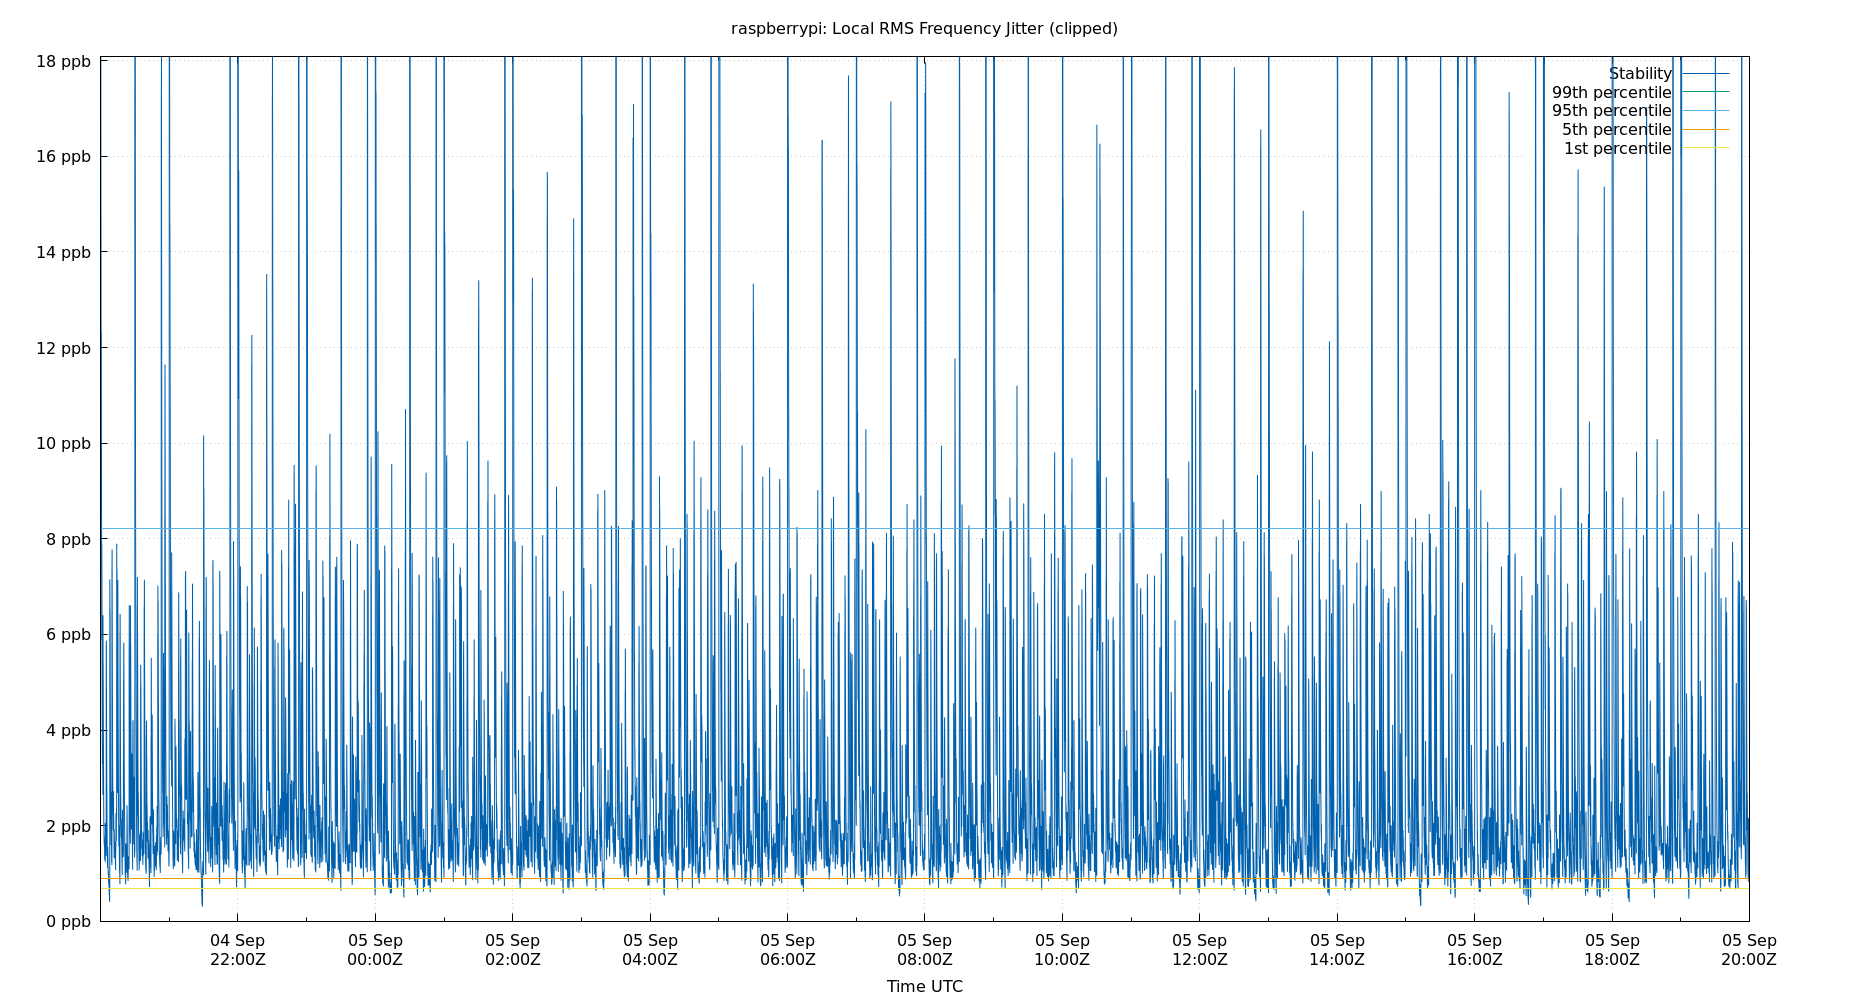 raspberrypi: Local RMS Frequency Jitter (clipped)
18 ppb
16 ppb
14 ppb
12 ppb
10 ppb
8 ppb
6 ppb
4 ppb
2 ppb
0 ppb
Stability
99th percentile
95th percentile
5th percentile
1st percentile
04 Sep 05 Sep 05 Sep 05 Sep 05 Sep 05 Sep 05 Sep 05 Sep 05 Sep 05 Sep 05 Sep 05 Sep
22:00Z 00:00Z 02:00Z 04:00Z 06:00Z 08:00Z 10:00Z 12:00Z 14:00Z 16:00Z 18:00Z 20:00Z
Time UTC